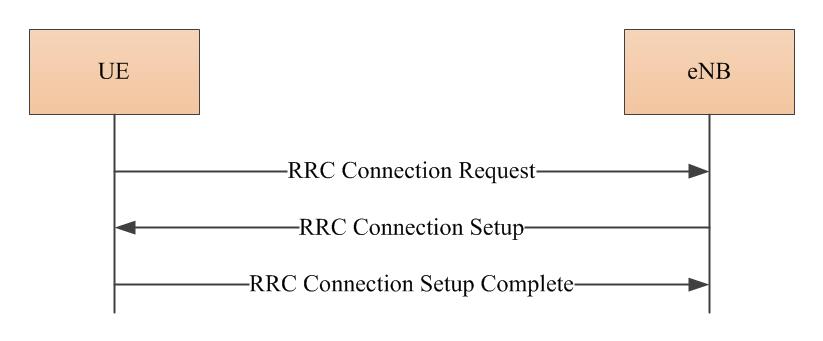 UE
eNB
RRC Connection Request
RRC Connection Setup
RRC Connection Setup Complete